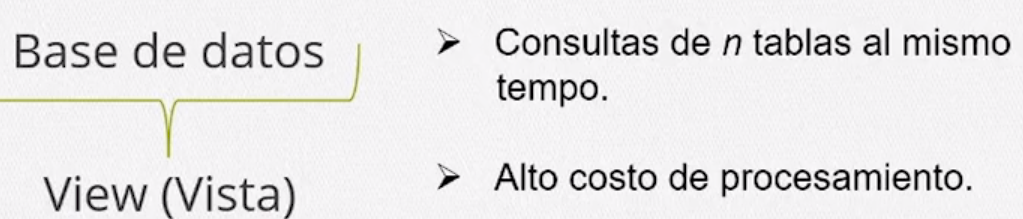 Base de datos
View (Vista)
➢ Consultas de n tablas al mismo
tempo.
➢ Alto costo de procesamiento.